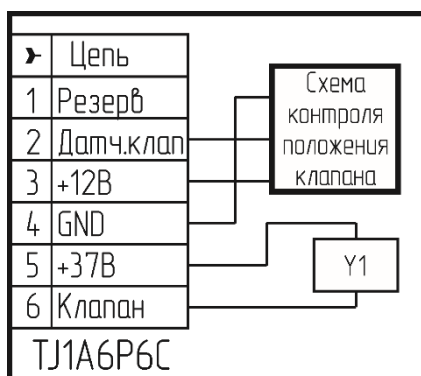 Цепь
1 Резерв
2 Датч.клап
3 +12В
4 GND
5 +37В
6 Клапан
TJ1A6P6C
Схема
контроля
положения
клапана
Y1